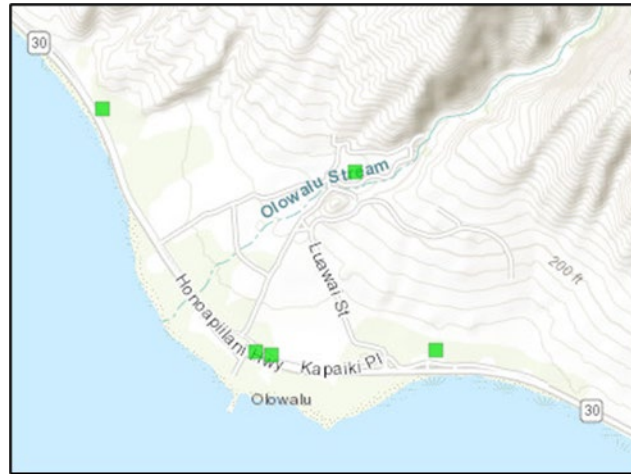 30
Olowalu Stream
Luawai St
200 ft
Honoapiilani Hwy
Kapaiki Pl
Olowalu
30